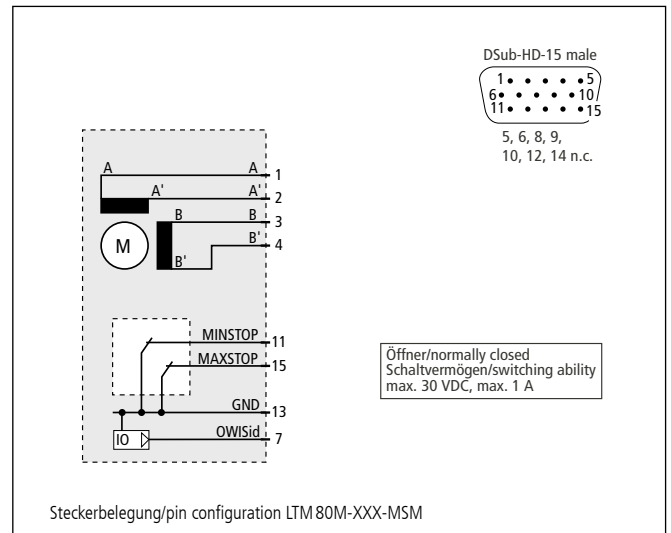 DSub-HD-15 male
1 5
6 10
11 15
5, 6, 8, 9,
10, 12, 14 n.c.
A A 1
A' A' 2
B B 3
B' 4
M
B'
MINSTOP 11
MAXSTOP 15
GND 13
IO OWISid 7
Öffner/normally closed
Schaltvermögen/switching ability
max. 30 VDC, max. 1 A
Steckerbelegung/pin configuration LTM 80M-XXX-MSM